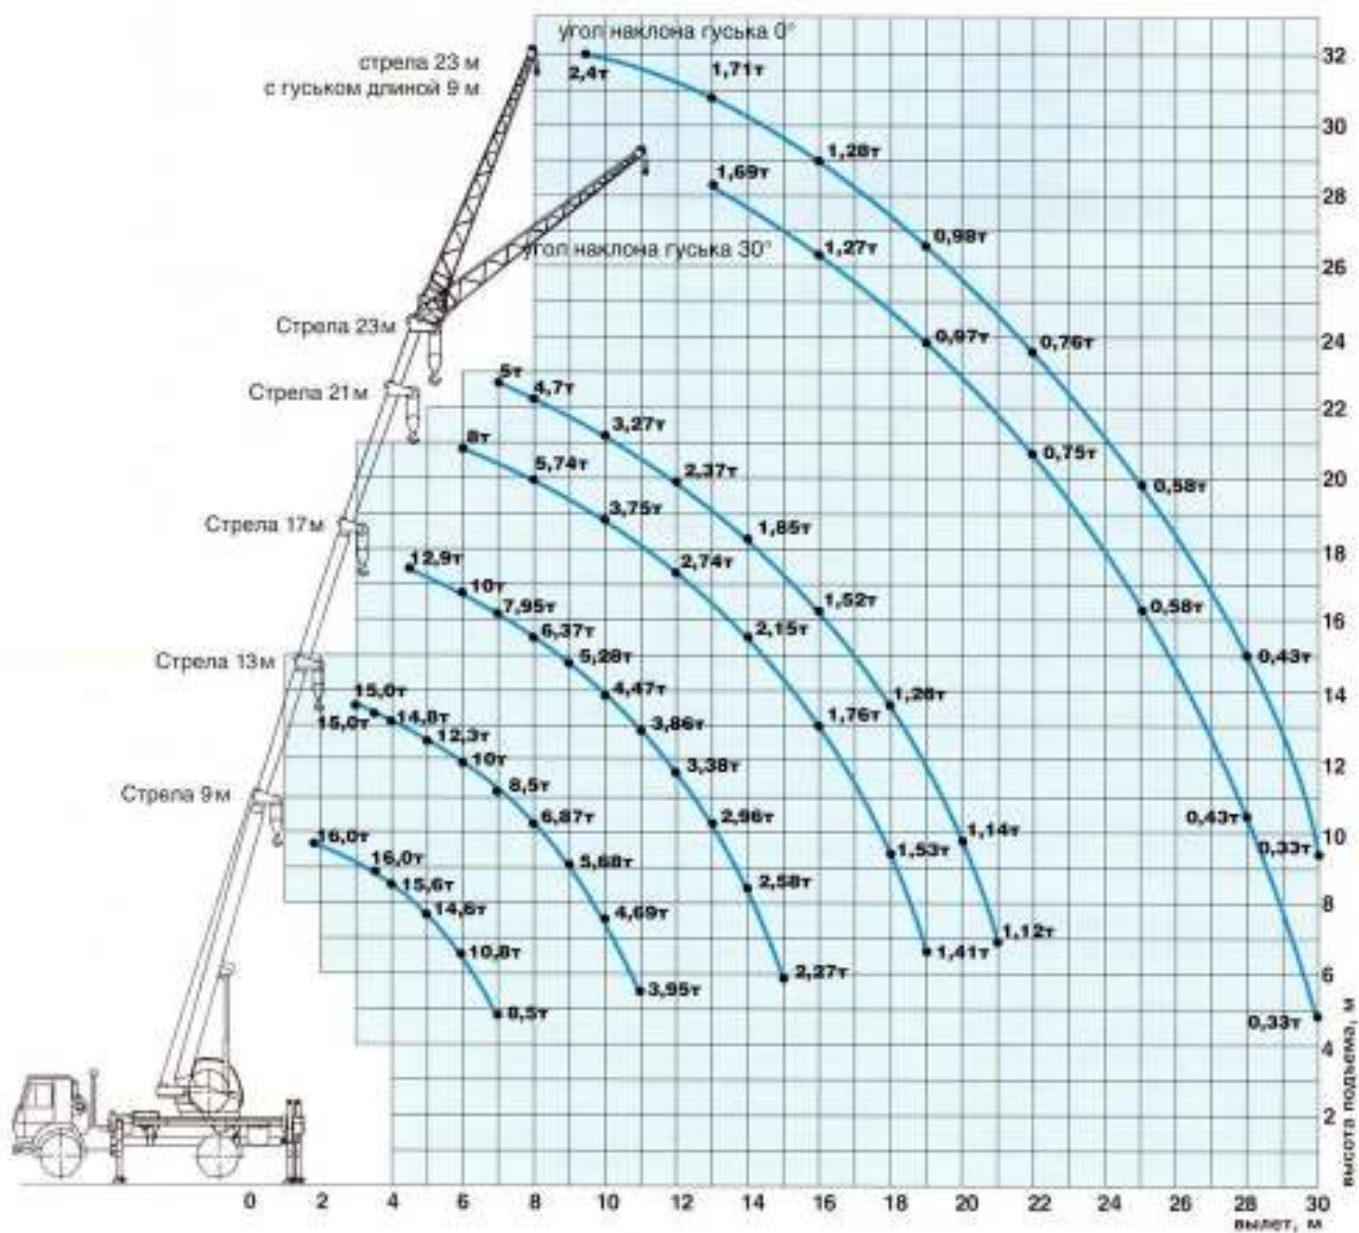 угол наклона гуська 0°
стрела 23 м
с гуськом длиной 9 м
2,4т
1,71т
1,28т
0,98т
0,76т
0,58т
0,43т
0,33т
угол наклона гуська 30°
1,69т
1,27т
0,97т
0,75т
0,58т
0,43т
0,33т
Стрела 23м
5т
4,7т
3,27т
2,37т
1,85т
1,52т
1,28т
1,14т
1,12т
Стрела 21м
8т
5,74т
3,75т
2,74т
2,15т
1,76т
1,53т
1,41т
Стрела 17м
12,9т
10т
7,95т
6,37т
5,28т
4,47т
3,86т
3,38т
2,96т
2,58т
2,27т
Стрела 13м
15,0т
15,0т
14,8т
12,3т
10т
8,5т
6,87т
5,68т
4,69т
3,95т
Стрела 9м
16,0т
16,0т
15,6т
14,6т
10,8т
8,5т
32
30
28
26
24
22
20
18
16
14
12
10
8
6
4
2
высота подъема, м
0 2 4 6 8 10 12 14 16 18 20 22 24 26 28 30
вылет, м